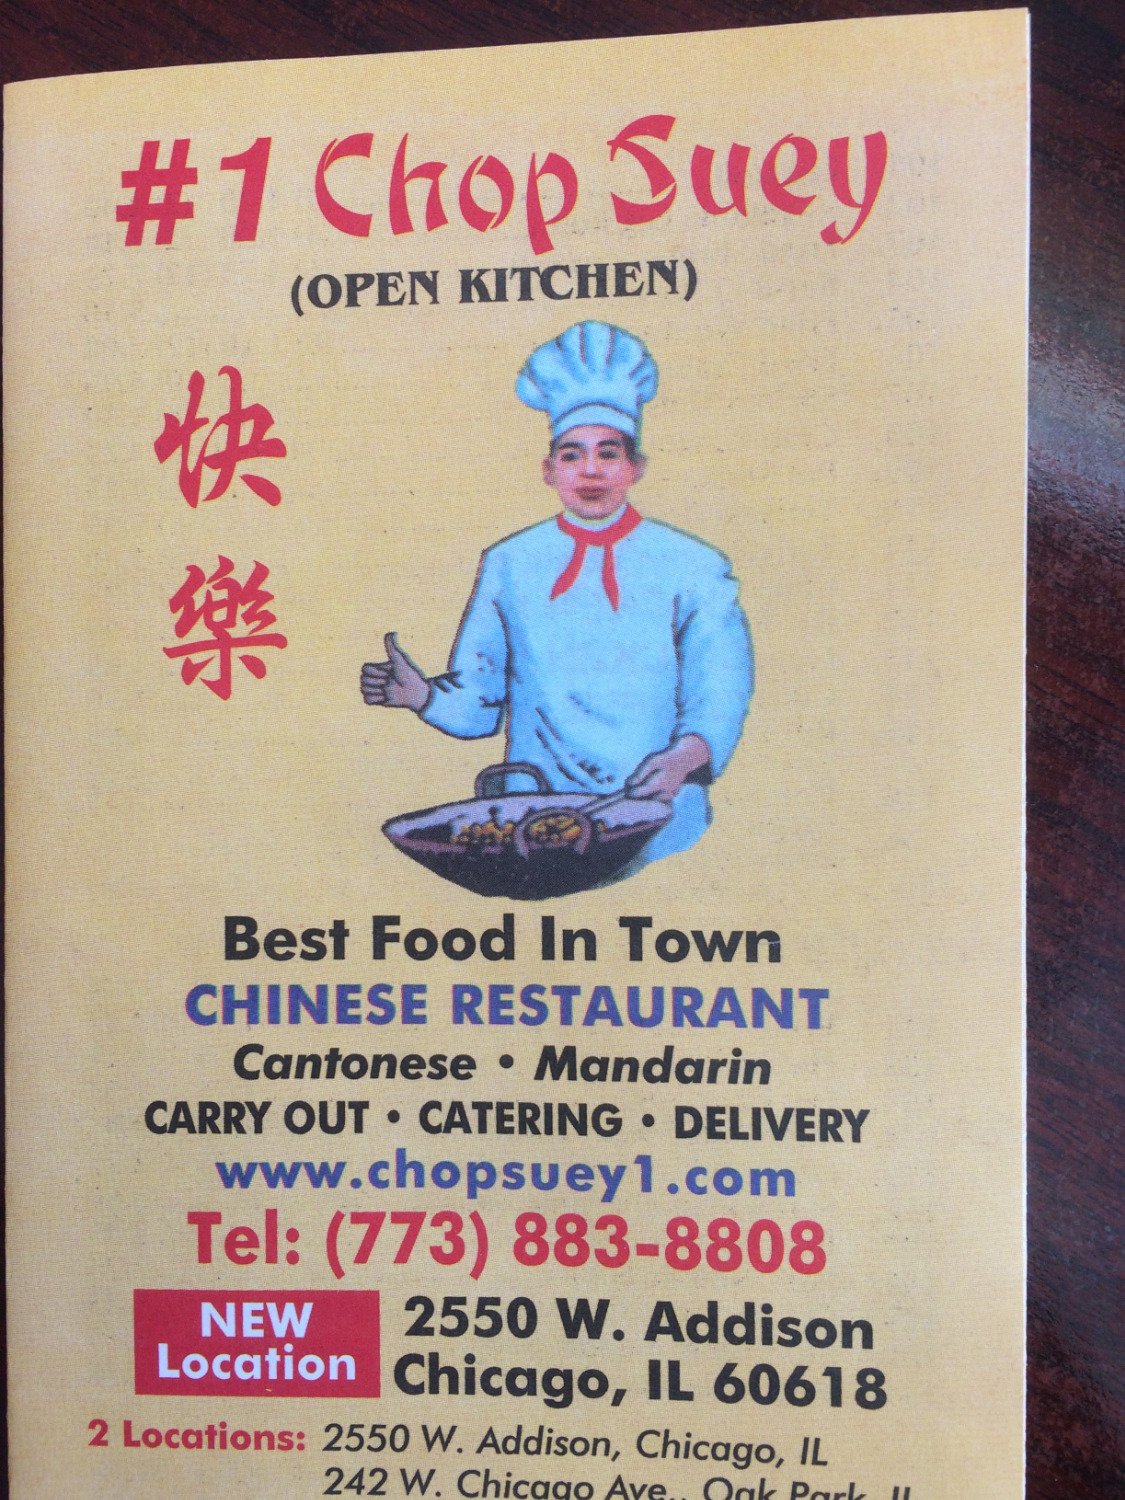 #1 Chop Suey
(OPEN KITCHEN)
快
樂
Best Food In Town
CHINESE RESTAURANT
Cantonese • Mandarin
CARRY OUT • CATERING • DELIVERY
www.chopsuey1.com
Tel: (773) 883-8808
NEW
Location
2550 W. Addison
Chicago, IL 60618
2 Locations: 2550 W. Addison, Chicago, IL
242 W. Chicago Ave., Oak Park, IL